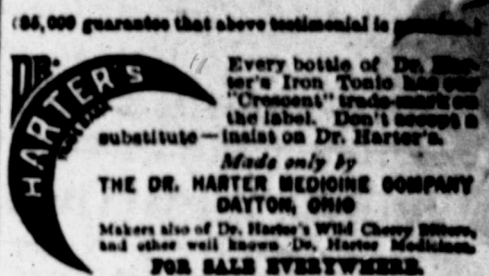 ($5,000 guarantee that above testimonial is genuine.)
DR.
HARTER'S
Every bottle of Dr. Har-
ter's Iron Tonic has our
"Crescent" trade-mark on
the label. Don't accept a
substitute—insist on Dr. Harter's.
Made only by
THE DR. HARTER MEDICINE COMPANY
DAYTON, OHIO
Makers also of Dr. Harter's Wild Cherry Bitters,
and other well known Dr. Harter Medicines.
FOR SALE EVERYWHERE